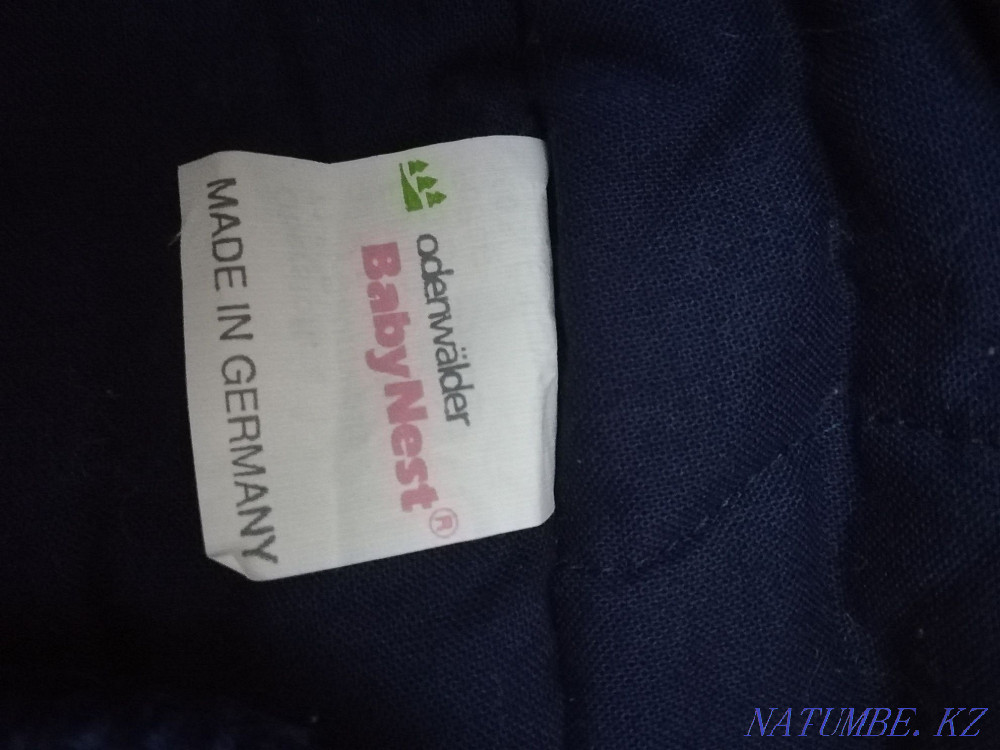 odenwälder
BabyNest®
MADE IN GERMANY
NATUMBE.KZ